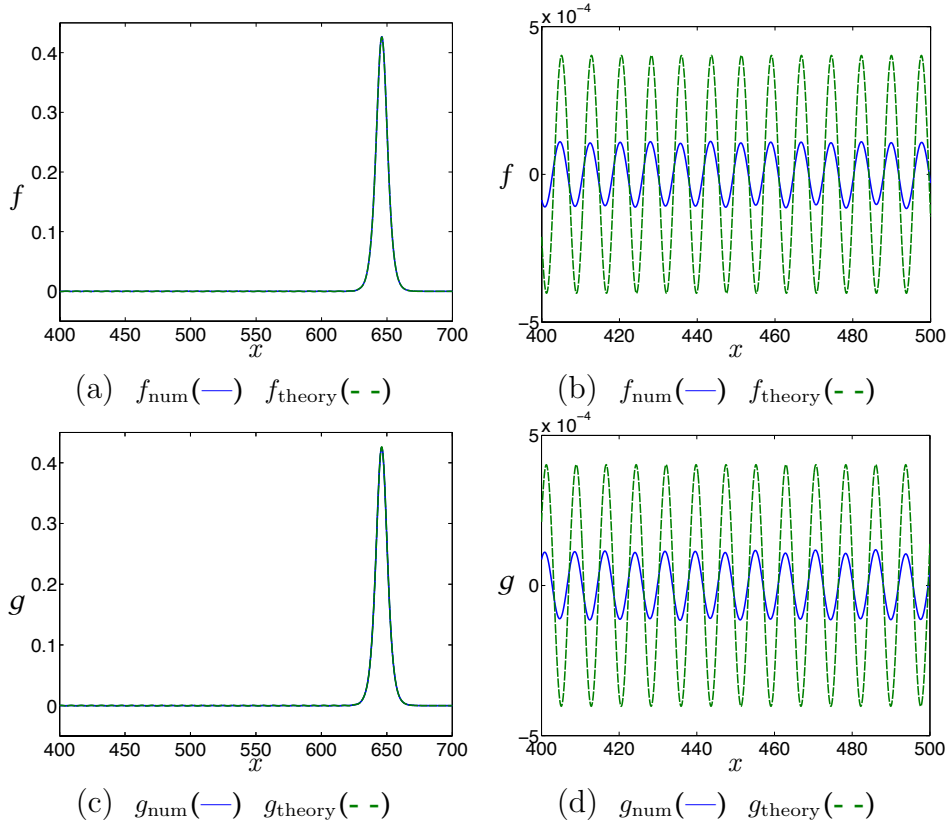 f
0.4
0.3
0.2
0.1
0
400 450 500 550 600 650 700
x
(a) f_num(—) f_theory(--)
5 x 10^-4
f
0
−5
400 420 440 460 480 500
x
(b) f_num(—) f_theory(--)
g
0.4
0.3
0.2
0.1
0
400 450 500 550 600 650 700
x
(c) g_num(—) g_theory(--)
5 x 10^-4
g
0
−5
400 420 440 460 480 500
x
(d) g_num(—) g_theory(--)